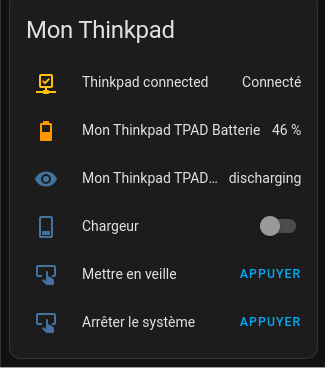 Mon Thinkpad
Thinkpad connected Connecté
Mon Thinkpad TPAD Batterie 46 %
Mon Thinkpad TPAD... discharging
Chargeur
Mettre en veille APPUYER
Arrêter le système APPUYER